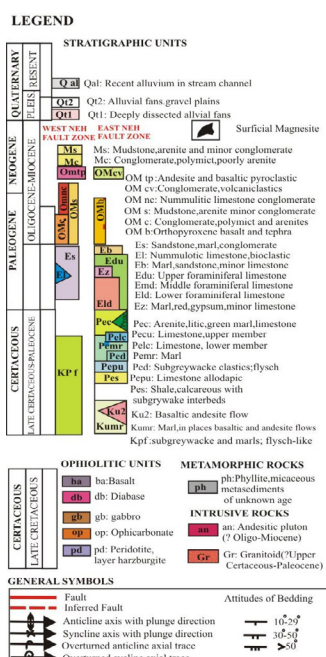 LEGEND
STRATIGRAPHIC UNITS
QUATERNARY
PLEIS
RESENT
Q al
Qal: Recent alluvium in stream channel
Qt2
Qt2: Alluvial fans.gravel plains
Qt1
Qt1: Deeply dissected allvial fans
WEST NEH FAULT ZONE
EAST NEH FAULT ZONE
Surficial Magnesite
NEOGENE
PALEOGENE
OLIGOCENE-MIOCENE
Ms
Ms: Mudstone,arenite and minor conglomerate
Mc
Mc: Conglomerate,polymict,poorly arenite
Omtp
OMcv
OM tp:Andesite and basaltic pyroclastic
OM cv:Conglomerate,volcaniclastics
Omnc
OMs
OMc
OMb
OM nc: Nummulitic limestone conglomerate
OM s: Mudstone,arenite minor conglomerate
OM c: Conglomerate,polymict and arenites
OM b:Orthopyroxene basalt and tephra
Es
Eb
Edu
Ez
Eld
Es: Sandstone,marl,conglomerate
El: Nummulotic limestone,bioclastic
Eb: Marl,sandstone,minor limestone
Edu: Upper foraminiferal limestone
Emd: Middle foraminiferal limestone
Eld: Lower foraminiferal limestone
Ez: Marl,red,gypsum,minor limestone
CERTACEOUS
LATE CERTACEOUS-PALEOCENE
Pec
Pec: Arenite,litic,green marl,limestone
Pecu: Limestone,upper member
Pelc
Pelc: Limestone, lower member
Pemr
Pemr: Marl
Ped
Ped: Subgreywacke clastics;flysch
Pepu
Pepu: Limestone allodapic
KP f
Pes
Pes: Shale,calcareous with
subgrywake interbeds
Ku2
Ku2: Basaltic andesite flow
Kumr
Kumr: Marl,in places basaltic and andesite flows
Kpf:subgreywacke and marls; flysch-like
OPHIOLITIC UNITS
METAMORPHIC ROCKS
CERTACEOUS
LATE CRETACEOUS
ba
ba:Basalt
ph
ph:Phyllite,micaceous
metasediments
of unknown age
db
db: Diabase
INTRUSIVE ROCKS
gb
gb: gabbro
op
op: Ophicarbonate
an
an: Andesitic pluton
(? Oligo-Miocene)
pd
pd: Peridotite,
layer harzburgite
Gr
Gr: Granitoid(?Upper
Certaceous-Paleocene)
GENERAL SYMBOLS
Fault
Attitudes of Bedding
Inferred Fault
Anticline axis with plunge direction
10-29°
Syncline axis with plunge direction
30-50°
Overturned anticline axial trace
>50°